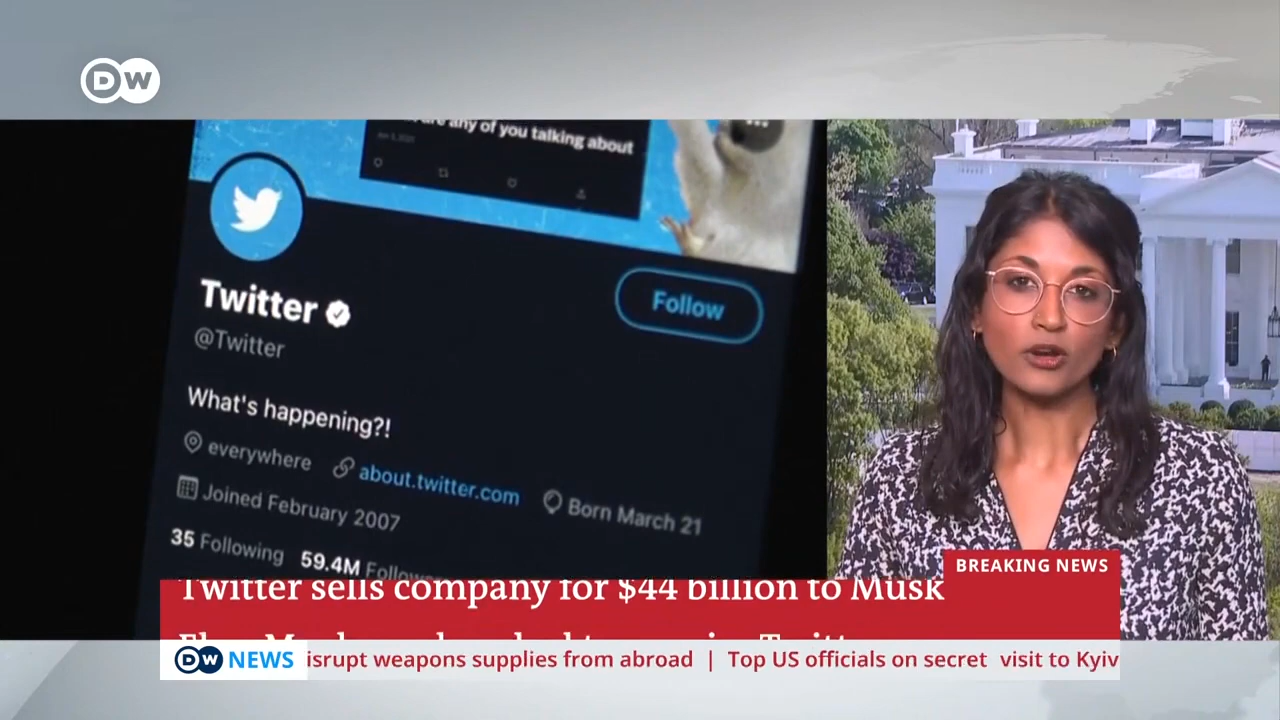 DW
are any of you talking about
Twitter
Follow
@Twitter
What's happening?!
everywhere about.twitter.com Born March 21
Joined February 2007
35 Following 59.4M Followers
BREAKING NEWS
Twitter sells company for $44 billion to Musk
DW NEWS isrupt weapons supplies from abroad | Top US officials on secret visit to Kyiv